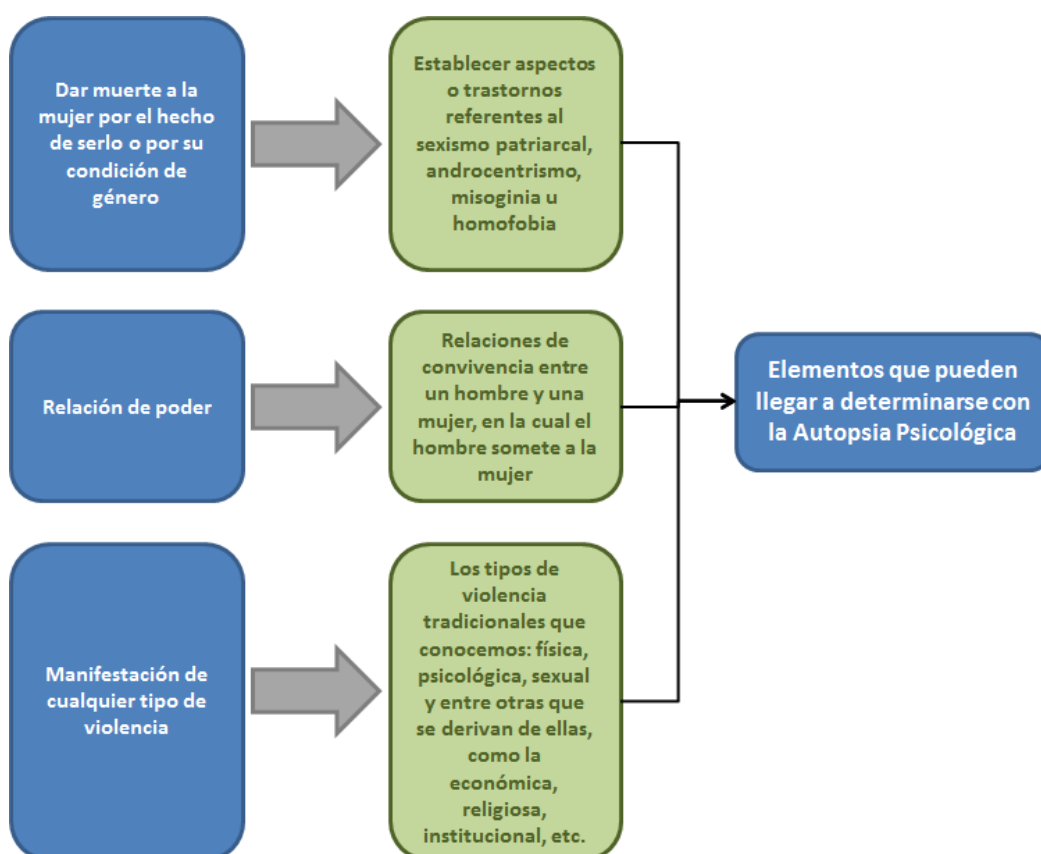 Dar muerte a la
mujer por el hecho
de serlo o por su
condición de
género
Establecer aspectos
o trastornos
referentes al
sexismo patriarcal,
androcentrismo,
misoginia u
homofobia
Relación de poder
Relaciones de
convivencia entre
un hombre y una
mujer, en la cual el
hombre somete a la
mujer
Manifestación de
cualquier tipo de
violencia
Los tipos de
violencia
tradicionales que
conocemos: física,
psicológica, sexual
y entre otras que
se derivan de ellas,
como la
económica,
religiosa,
institucional, etc.
Elementos que pueden
llegar a determinarse con
la Autopsia Psicológica